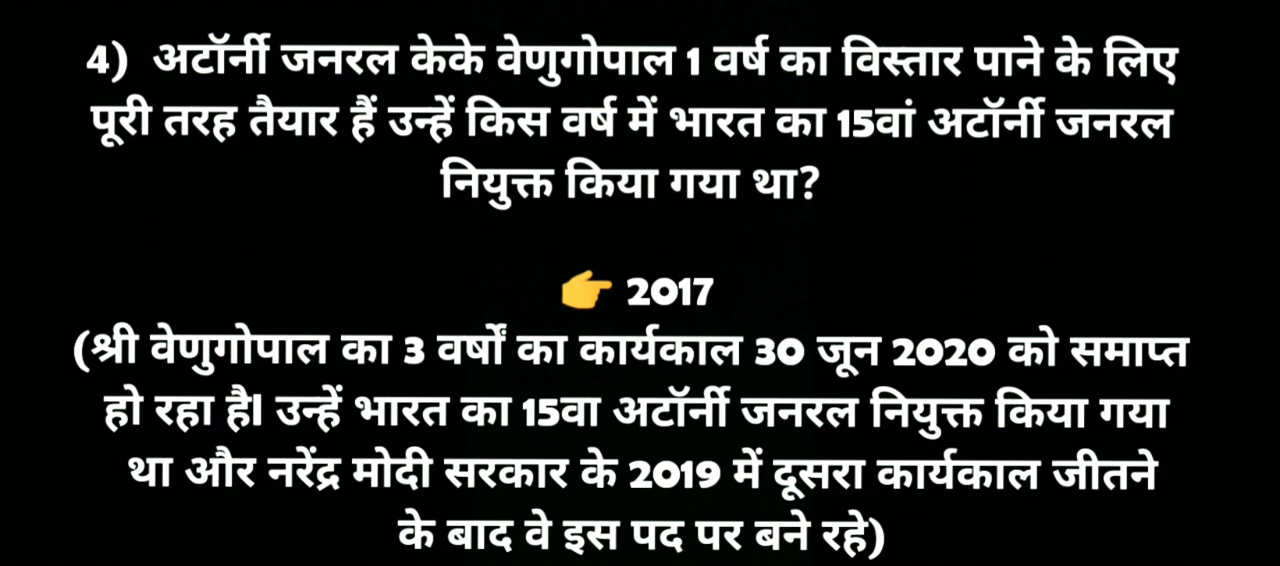 4) अटॉर्नी जनरल केके वेणुगोपाल 1 वर्ष का विस्तार पाने के लिए
पूरी तरह तैयार हैं उन्हें किस वर्ष में भारत का 15वां अटॉर्नी जनरल
नियुक्त किया गया था?
👉 2017
(श्री वेणुगोपाल का 3 वर्षों का कार्यकाल 30 जून 2020 को समाप्त
हो रहा है। उन्हें भारत का 15वा अटॉर्नी जनरल नियुक्त किया गया
था और नरेंद्र मोदी सरकार के 2019 में दूसरा कार्यकाल जीतने
के बाद वे इस पद पर बने रहे)